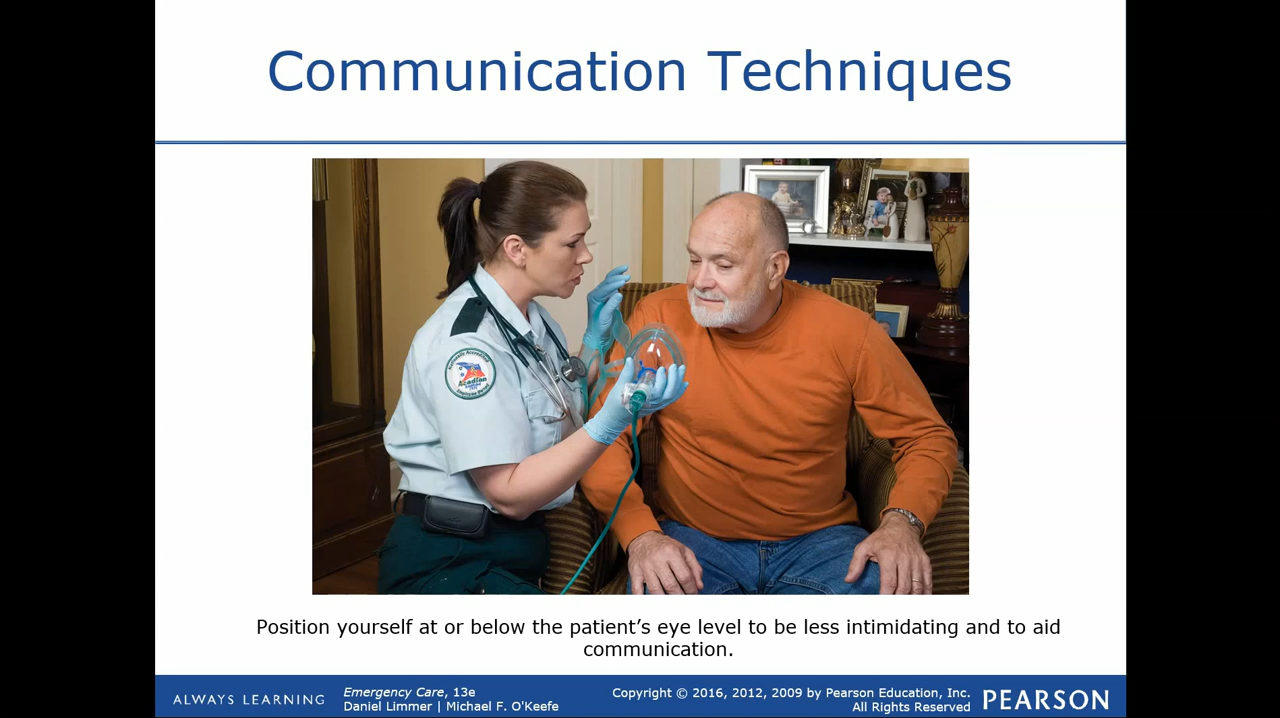 Communication Techniques
Acadian
Position yourself at or below the patient’s eye level to be less intimidating and to aid
communication.
ALWAYS LEARNING
Emergency Care, 13e
Daniel Limmer | Michael F. O'Keefe
Copyright © 2016, 2012, 2009 by Pearson Education, Inc.
All Rights Reserved
PEARSON